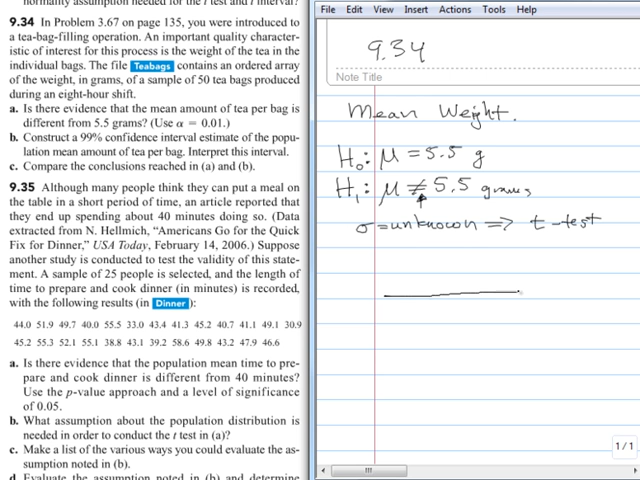 normality assumption needed for the t test and t interval?
9.34 In Problem 3.67 on page 135, you were introduced to
a tea-bag-filling operation. An important quality character-
istic of interest for this process is the weight of the tea in the
individual bags. The file Teabags contains an ordered array
of the weight, in grams, of a sample of 50 tea bags produced
during an eight-hour shift.
a. Is there evidence that the mean amount of tea per bag is
different from 5.5 grams? (Use α = 0.01.)
b. Construct a 99% confidence interval estimate of the popu-
lation mean amount of tea per bag. Interpret this interval.
c. Compare the conclusions reached in (a) and (b).
9.35 Although many people think they can put a meal on
the table in a short period of time, an article reported that
they end up spending about 40 minutes doing so. (Data
extracted from N. Hellmich, "Americans Go for the Quick
Fix for Dinner," USA Today, February 14, 2006.) Suppose
another study is conducted to test the validity of this state-
ment. A sample of 25 people is selected, and the length of
time to prepare and cook dinner (in minutes) is recorded,
with the following results (in Dinner ):
44.0 51.9 49.7 40.0 55.5 33.0 43.4 41.3 45.2 40.7 41.1 49.1 30.9
45.2 55.3 52.1 55.1 38.8 43.1 39.2 58.6 49.8 43.2 47.9 46.6
a. Is there evidence that the population mean time to pre-
pare and cook dinner is different from 40 minutes?
Use the p-value approach and a level of significance
of 0.05.
b. What assumption about the population distribution is
needed in order to conduct the t test in (a)?
c. Make a list of the various ways you could evaluate the as-
sumption noted in (b).
d. Evaluate the assumption noted in (b) and determine
File Edit View Insert Actions Tools Help
9.34
Note Title
Mean Weight.
H₀: μ = 5.5 g
H₁: μ ≠ 5.5 grams
σ = unknown => t-test
1/1